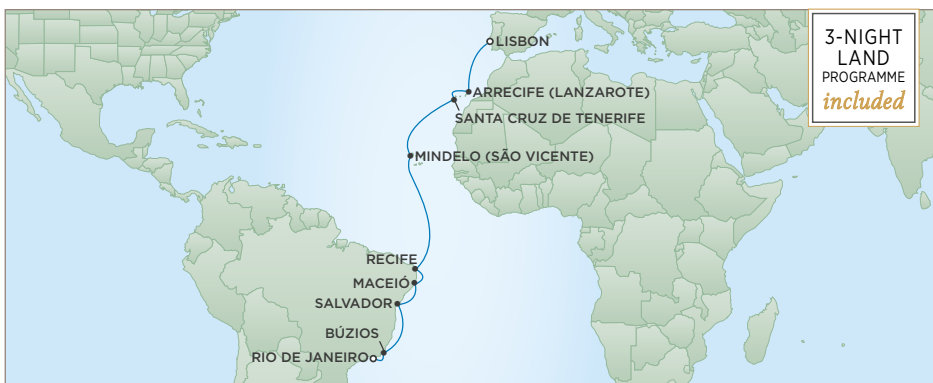 3-NIGHT
LAND
PROGRAMME
included
LISBON
ARRECIFE (LANZAROTE)
SANTA CRUZ DE TENERIFE
MINDELO (SÃO VICENTE)
RECIFE
MACEIÓ
SALVADOR
BÚZIOS
RIO DE JANEIRO